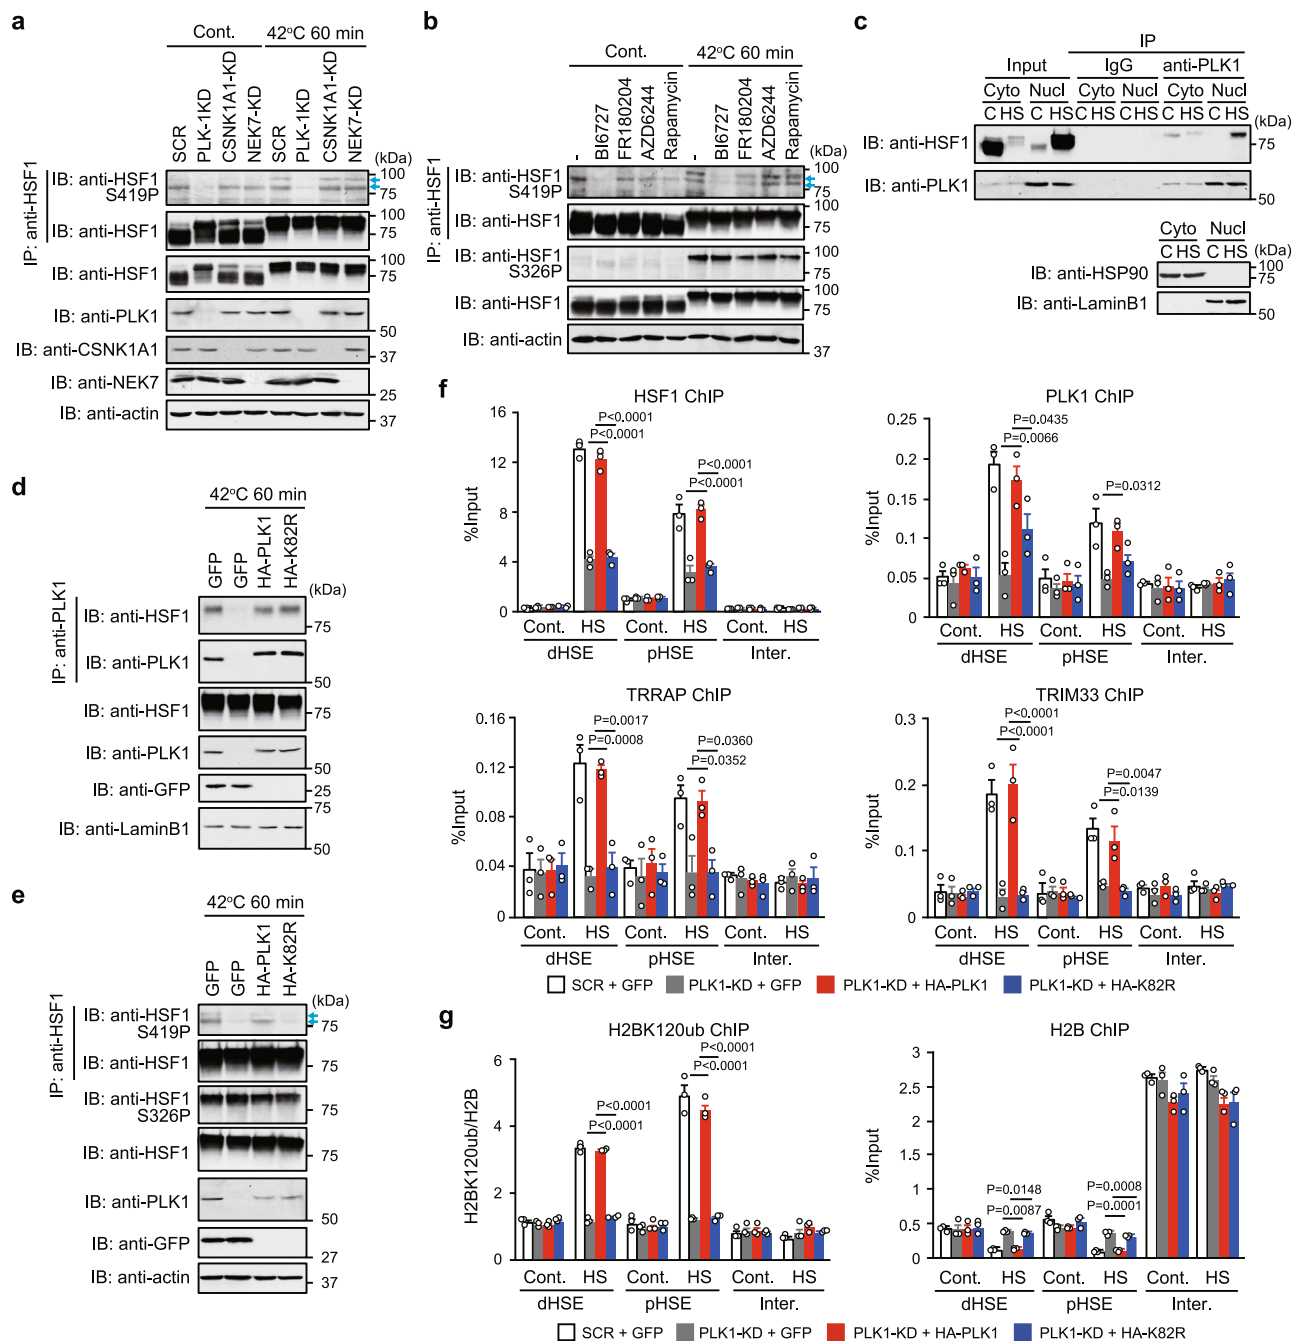 a
Cont.
42°C 60 min
SCR
PLK-1KD
CSNK1A1-KD
NEK7-KD
SCR
PLK-1KD
CSNK1A1-KD
NEK7-KD
(kDa)
IP: anti-HSF1
IB: anti-HSF1 S419P
100
75
IB: anti-HSF1
100
75
IB: anti-HSF1
100
75
IB: anti-PLK1
50
IB: anti-CSNK1A1
37
IB: anti-NEK7
25
IB: anti-actin
37
b
Cont.
42°C 60 min
-
BI6727
FR180204
AZD6244
Rapamycin
-
BI6727
FR180204
AZD6244
Rapamycin
(kDa)
IP: anti-HSF1
IB: anti-HSF1 S419P
100
75
IB: anti-HSF1
100
75
IB: anti-HSF1 S326P
100
75
IB: anti-HSF1
100
75
IB: anti-actin
37
c
IP
Input
IgG
anti-PLK1
Cyto Nucl Cyto Nucl Cyto Nucl
C HS C HS C HS C HS C HS C HS
(kDa)
IB: anti-HSF1
75
IB: anti-PLK1
50
Cyto Nucl
C HS C HS
(kDa)
IB: anti-HSP90
100
75
IB: anti-LaminB1
75
d
42°C 60 min
GFP
GFP
HA-PLK1
HA-K82R
(kDa)
IP: anti-PLK1
IB: anti-HSF1
75
IB: anti-PLK1
50
IB: anti-HSF1
75
IB: anti-PLK1
50
IB: anti-GFP
25
75
IB: anti-LaminB1
50
e
42°C 60 min
GFP
GFP
HA-PLK1
HA-K82R
(kDa)
IP: anti-HSF1
IB: anti-HSF1 S419P
75
IB: anti-HSF1
75
IB: anti-HSF1 S326P
75
IB: anti-HSF1
75
IB: anti-PLK1
50
IB: anti-GFP
27
IB: anti-actin
37
f
HSF1 ChIP
%Input
16
12
8
4
0
P<0.0001
P<0.0001
P<0.0001
P<0.0001
Cont. HS Cont. HS Cont. HS
dHSE pHSE Inter.
PLK1 ChIP
%Input
0.25
0.2
0.15
0.1
0.05
0
P=0.0435
P=0.0066
P=0.0312
Cont. HS Cont. HS Cont. HS
dHSE pHSE Inter.
TRRAP ChIP
%Input
0.16
0.12
0.08
0.04
0
P=0.0017
P=0.0008
P=0.0360
P=0.0352
Cont. HS Cont. HS Cont. HS
dHSE pHSE Inter.
TRIM33 ChIP
%Input
0.3
0.2
0.1
0
P<0.0001
P<0.0001
P=0.0047
P=0.0139
Cont. HS Cont. HS Cont. HS
dHSE pHSE Inter.
SCR + GFP PLK1-KD + GFP PLK1-KD + HA-PLK1 PLK1-KD + HA-K82R
g
H2BK120ub ChIP
H2BK120ub/H2B
6
4
2
0
P<0.0001
P<0.0001
P<0.0001
P<0.0001
Cont. HS Cont. HS Cont. HS
dHSE pHSE Inter.
H2B ChIP
%Input
3
2.5
2
1.5
1
0.5
0
P=0.0148
P=0.0087
P=0.0008
P=0.0001
Cont. HS Cont. HS Cont. HS
dHSE pHSE Inter.
SCR + GFP PLK1-KD + GFP PLK1-KD + HA-PLK1 PLK1-KD + HA-K82R